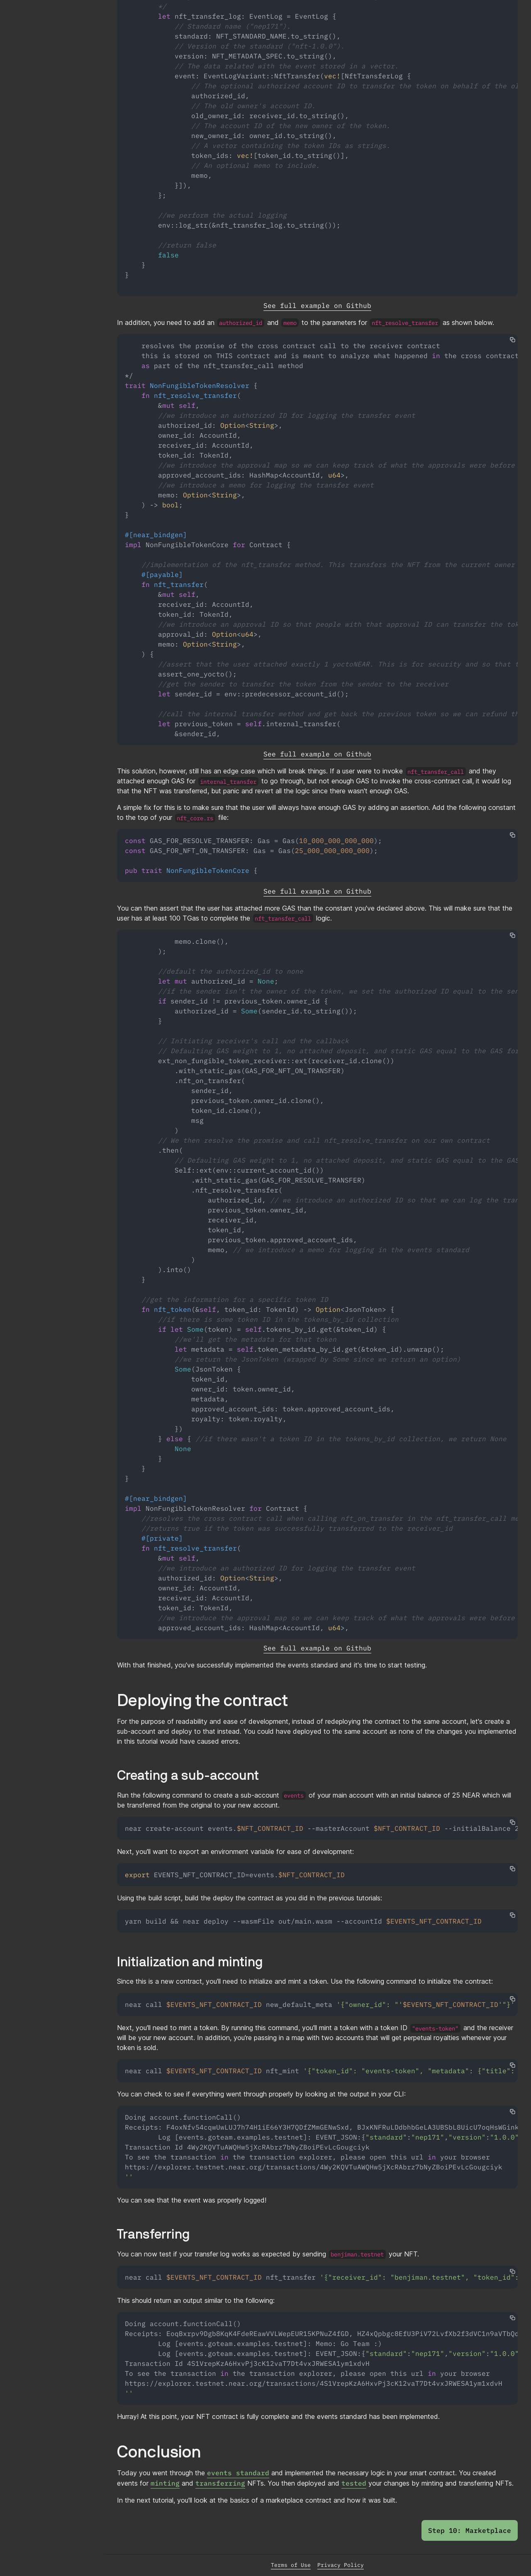 */
let nft_transfer_log: EventLog = EventLog {
// Standard name ("nep171").
standard: NFT_STANDARD_NAME.to_string(),
// Version of the standard ("nft-1.0.0").
version: NFT_METADATA_SPEC.to_string(),
// The data related with the event stored in a vector.
event: EventLogVariant::NftTransfer(vec![NftTransferLog {
// The optional authorized account ID to transfer the token on behalf of the ol
authorized_id,
// The old owner's account ID.
old_owner_id: receiver_id.to_string(),
// The account ID of the new owner of the token.
new_owner_id: owner_id.to_string(),
// A vector containing the token IDs as strings.
token_ids: vec![token_id.to_string()],
// An optional memo to include.
memo,
}]),
};
//we perform the actual logging
env::log_str(&nft_transfer_log.to_string());
//return false
false
}
}
See full example on Github
In addition, you need to add an authorized_id and memo to the parameters for nft_resolve_transfer as shown below.
resolves the promise of the cross contract call to the receiver contract
this is stored on THIS contract and is meant to analyze what happened in the cross contract
as part of the nft_transfer_call method
*/
trait NonFungibleTokenResolver {
fn nft_resolve_transfer(
&mut self,
//we introduce an authorized ID for logging the transfer event
authorized_id: Option<String>,
owner_id: AccountId,
receiver_id: AccountId,
token_id: TokenId,
//we introduce the approval map so we can keep track of what the approvals were before
approved_account_ids: HashMap<AccountId, u64>,
//we introduce a memo for logging the transfer event
memo: Option<String>,
) -> bool;
}
#[near_bindgen]
impl NonFungibleTokenCore for Contract {
//implementation of the nft_transfer method. This transfers the NFT from the current owner
#[payable]
fn nft_transfer(
&mut self,
receiver_id: AccountId,
token_id: TokenId,
//we introduce an approval ID so that people with that approval ID can transfer the tok
approval_id: Option<u64>,
memo: Option<String>,
) {
//assert that the user attached exactly 1 yoctoNEAR. This is for security and so that t
assert_one_yocto();
//get the sender to transfer the token from the sender to the receiver
let sender_id = env::predecessor_account_id();
//call the internal transfer method and get back the previous token so we can refund th
let previous_token = self.internal_transfer(
&sender_id,
See full example on Github
This solution, however, still has an edge case which will break things. If a user were to invoke nft_transfer_call and they
attached enough GAS for internal_transfer to go through, but not enough GAS to invoke the cross-contract call, it would log
that the NFT was transferred, but panic and revert all the logic since there wasn't enough GAS.
A simple fix for this is to make sure that the user will always have enough GAS by adding an assertion. Add the following constant
to the top of your nft_core.rs file:
const GAS_FOR_RESOLVE_TRANSFER: Gas = Gas(10_000_000_000_000);
const GAS_FOR_NFT_ON_TRANSFER: Gas = Gas(25_000_000_000_000);
pub trait NonFungibleTokenCore {
See full example on Github
You can then assert that the user has attached more GAS than the constant you've declared above. This will make sure that the
user has at least 100 TGas to complete the nft_transfer_call logic.
memo.clone(),
);
//default the authorized_id to none
let mut authorized_id = None;
//if the sender isn't the owner of the token, we set the authorized ID equal to the sen
if sender_id != previous_token.owner_id {
authorized_id = Some(sender_id.to_string());
}
// Initiating receiver's call and the callback
// Defaulting GAS weight to 1, no attached deposit, and static GAS equal to the GAS for
ext_non_fungible_token_receiver::ext(receiver_id.clone())
.with_static_gas(GAS_FOR_NFT_ON_TRANSFER)
.nft_on_transfer(
sender_id,
previous_token.owner_id.clone(),
token_id.clone(),
msg
)
// We then resolve the promise and call nft_resolve_transfer on our own contract
.then(
// Defaulting GAS weight to 1, no attached deposit, and static GAS equal to the GAS
Self::ext(env::current_account_id())
.with_static_gas(GAS_FOR_RESOLVE_TRANSFER)
.nft_resolve_transfer(
authorized_id, // we introduce an authorized ID so that we can log the tran
previous_token.owner_id,
receiver_id,
token_id,
previous_token.approved_account_ids,
memo, // we introduce a memo for logging in the events standard
)
).into()
}
//get the information for a specific token ID
fn nft_token(&self, token_id: TokenId) -> Option<JsonToken> {
//if there is some token ID in the tokens_by_id collection
if let Some(token) = self.tokens_by_id.get(&token_id) {
//we'll get the metadata for that token
let metadata = self.token_metadata_by_id.get(&token_id).unwrap();
//we return the JsonToken (wrapped by Some since we return an option)
Some(JsonToken {
token_id,
owner_id: token.owner_id,
metadata,
approved_account_ids: token.approved_account_ids,
royalty: token.royalty,
})
} else { //if there wasn't a token ID in the tokens_by_id collection, we return None
None
}
}
}
#[near_bindgen]
impl NonFungibleTokenResolver for Contract {
//resolves the cross contract call when calling nft_on_transfer in the nft_transfer_call me
//returns true if the token was successfully transferred to the receiver_id
#[private]
fn nft_resolve_transfer(
&mut self,
//we introduce an authorized ID for logging the transfer event
authorized_id: Option<String>,
owner_id: AccountId,
receiver_id: AccountId,
token_id: TokenId,
//we introduce the approval map so we can keep track of what the approvals were before
approved_account_ids: HashMap<AccountId, u64>,
See full example on Github
With that finished, you've successfully implemented the events standard and it's time to start testing.
Deploying the contract
For the purpose of readability and ease of development, instead of redeploying the contract to the same account, let's create a
sub-account and deploy to that instead. You could have deployed to the same account as none of the changes you implemented
in this tutorial would have caused errors.
Creating a sub-account
Run the following command to create a sub-account events of your main account with an initial balance of 25 NEAR which will
be transferred from the original to your new account.
near create-account events.$NFT_CONTRACT_ID --masterAccount $NFT_CONTRACT_ID --initialBalance 2
Next, you'll want to export an environment variable for ease of development:
export EVENTS_NFT_CONTRACT_ID=events.$NFT_CONTRACT_ID
Using the build script, build the deploy the contract as you did in the previous tutorials:
yarn build && near deploy --wasmFile out/main.wasm --accountId $EVENTS_NFT_CONTRACT_ID
Initialization and minting
Since this is a new contract, you'll need to initialize and mint a token. Use the following command to initialize the contract:
near call $EVENTS_NFT_CONTRACT_ID new_default_meta '{"owner_id": "'$EVENTS_NFT_CONTRACT_ID'"}'
Next, you'll need to mint a token. By running this command, you'll mint a token with a token ID "events-token" and the receiver
will be your new account. In addition, you're passing in a map with two accounts that will get perpetual royalties whenever your
token is sold.
near call $EVENTS_NFT_CONTRACT_ID nft_mint '{"token_id": "events-token", "metadata": {"title":
You can check to see if everything went through properly by looking at the output in your CLI:
Doing account.functionCall()
Log [events.goteam.examples.testnet]: EVENT_JSON:{"standard":"nep171","version":"1.0.0"
Transaction Id 4Wy2KQVTuAWQHw5jXcRAbrz7bNyZBoiPEvLcGougciyk
To see the transaction in the transaction explorer, please open this url in your browser
https://explorer.testnet.near.org/transactions/4Wy2KQVTuAWQHw5jXcRAbrz7bNyZBoiPEvLcGougciyk
''
You can see that the event was properly logged!
Transferring
You can now test if your transfer log works as expected by sending benjiman.testnet your NFT.
near call $EVENTS_NFT_CONTRACT_ID nft_transfer '{"receiver_id": "benjiman.testnet", "token_id":
This should return an output similar to the following:
Doing account.functionCall()
Log [events.goteam.examples.testnet]: Memo: Go Team :)
Log [events.goteam.examples.testnet]: EVENT_JSON:{"standard":"nep171","version":"1.0.0"
Transaction Id 4S1VrepKzA6HxvPj3cK12vaT7Dt4vxJRWESA1ym1xdvH
To see the transaction in the transaction explorer, please open this url in your browser
https://explorer.testnet.near.org/transactions/4S1VrepKzA6HxvPj3cK12vaT7Dt4vxJRWESA1ym1xdvH
''
Hurray! At this point, your NFT contract is fully complete and the events standard has been implemented.
Conclusion
Today you went through the events standard and implemented the necessary logic in your smart contract. You created
events for minting and transferring NFTs. You then deployed and tested your changes by minting and transferring NFTs.
In the next tutorial, you'll look at the basics of a marketplace contract and how it was built.
Step 10: Marketplace
Terms of Use Privacy Policy